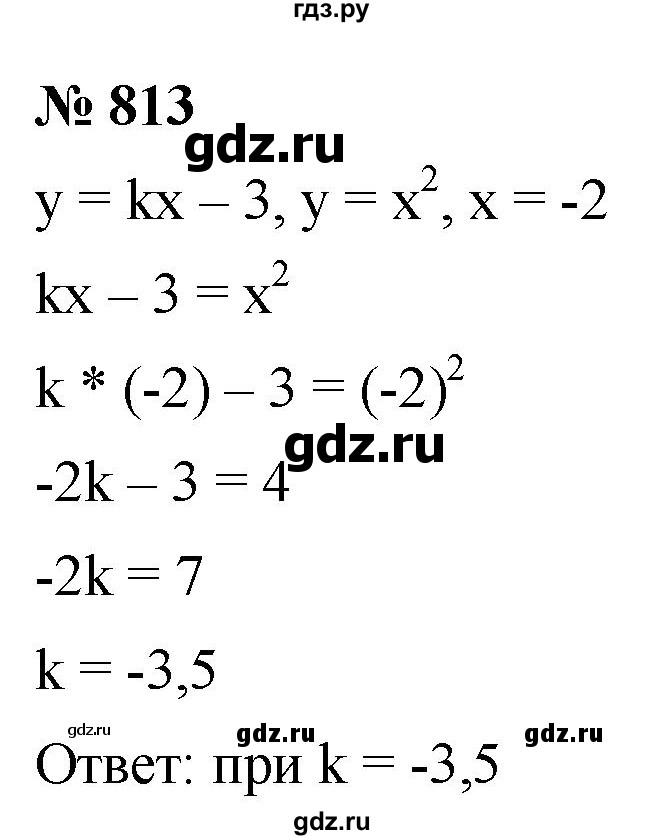 гдз.ру
№ 813
gdz.ru
y = kx – 3, y = x², x = -2
kx – 3 = x²
k * (-2) – 3 = (-2)²
gdz.ru
-2k – 3 = 4
-2k = 7
k = -3,5
gdz.ru gdz.ru gdz.ru
Ответ: при k = -3,5
gdz.ru